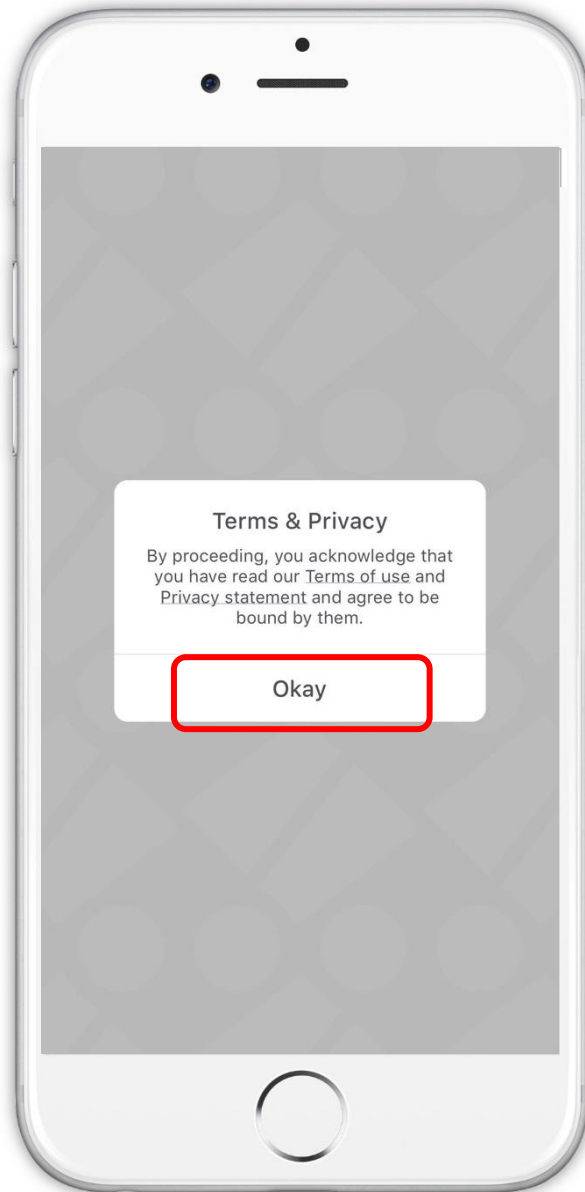 Terms & Privacy
By proceeding, you acknowledge that
you have read our Terms of use and
Privacy statement and agree to be
bound by them.
Okay